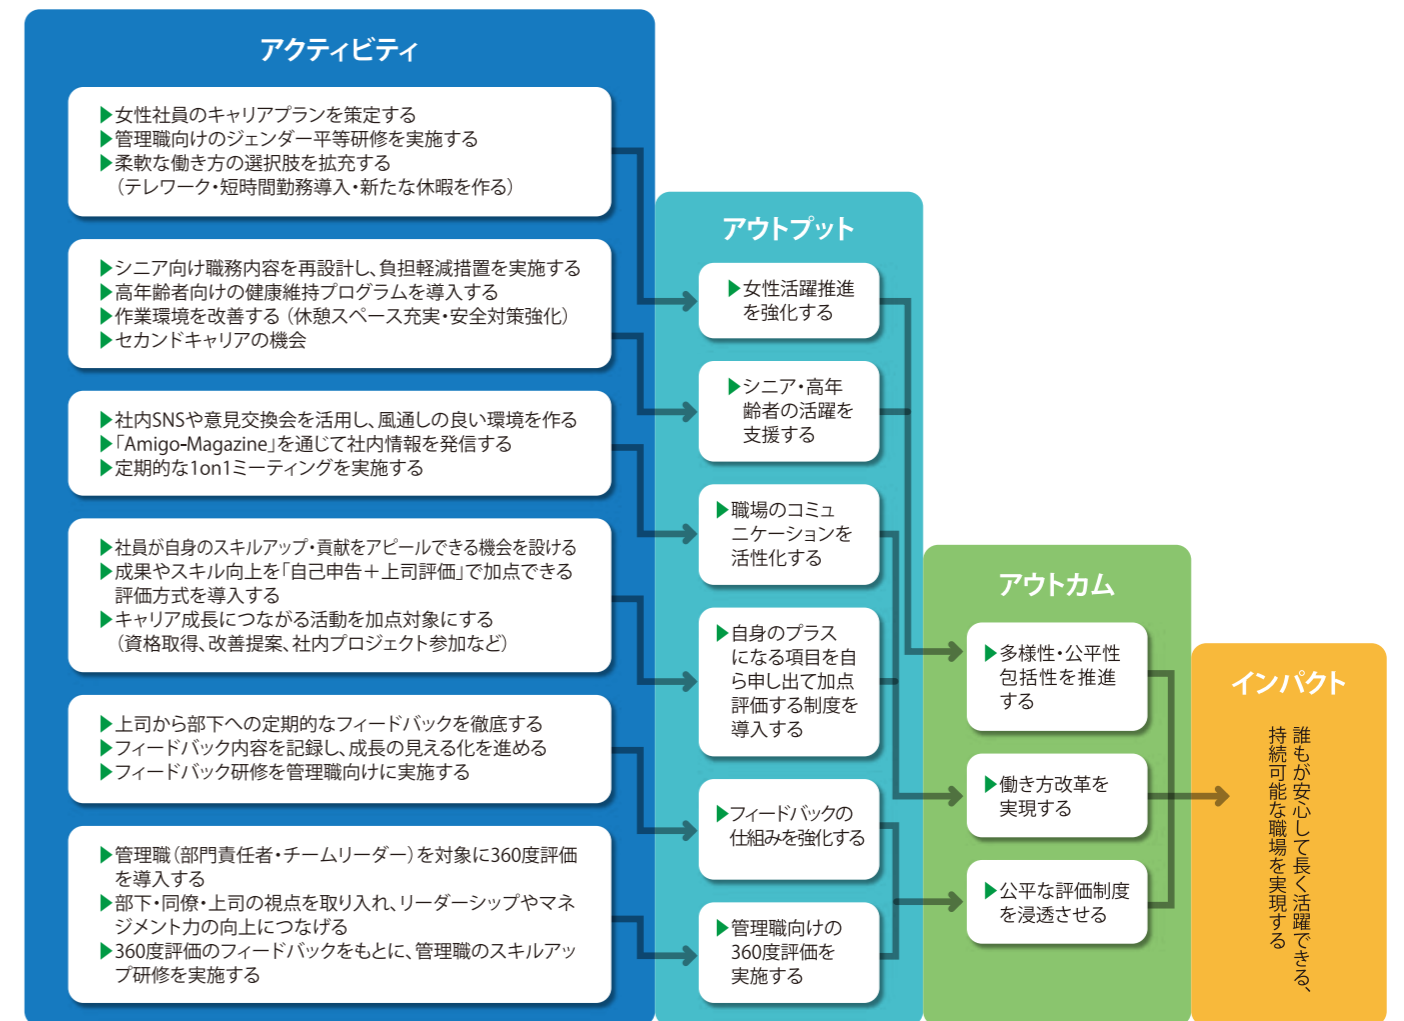 アクティビティ
▶女性社員のキャリアプランを策定する
▶管理職向けのジェンダー平等研修を実施する
▶柔軟な働き方の選択肢を拡充する
（テレワーク・短時間勤務導入・新たな休暇を作る）
▶シニア向け職務内容を再設計し、負担軽減措置を実施する
▶高年齢者向けの健康維持プログラムを導入する
▶作業環境を改善する（休憩スペース充実・安全対策強化）
▶セカンドキャリアの機会
▶社内SNSや意見交換会を活用し、風通しの良い環境を作る
▶「Amigo-Magazine」を通じて社内情報を発信する
▶定期的な1on1ミーティングを実施する
▶社員が自身のスキルアップ・貢献をアピールできる機会を設ける
▶成果やスキル向上を「自己申告＋上司評価」で加点できる
評価方式を導入する
▶キャリア成長につながる活動を加点対象にする
（資格取得、改善提案、社内プロジェクト参加など）
▶上司から部下への定期的なフィードバックを徹底する
▶フィードバック内容を記録し、成長の見える化を進める
▶フィードバック研修を管理職向けに実施する
▶管理職（部門責任者・チームリーダー）を対象に360度評価
を導入する
▶部下・同僚・上司の視点を取り入れ、リーダーシップやマネ
ジメント力の向上につなげる
▶360度評価のフィードバックをもとに、管理職のスキルアッ
プ研修を実施する
アウトプット
▶女性活躍推進
を強化する
▶シニア・高年
齢者の活躍を
支援する
▶職場のコミュ
ニケーションを
活性化する
▶自身のプラス
になる項目を自
ら申し出て加点
評価する制度を
導入する
▶フィードバックの
仕組みを強化する
▶管理職向けの
360度評価を
実施する
アウトカム
▶多様性・公平性
包括性を推進
する
▶働き方改革を
実現する
▶公平な評価制度
を浸透させる
インパクト
誰もが安心して長く活躍できる、
持続可能な職場を実現する